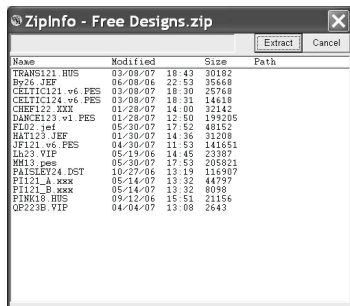 ZipInfo - Free Designs.zip
Extract Cancel
Name Modified Size Path
TRANS121.HUS 03/08/07 18:43 30182
By26.JEF 06/08/06 22:53 35668
CELTIC121.v6.PES 03/08/07 18:30 25768
CELTIC124.v6.PES 03/08/07 18:31 14618
CHEF122.XXX 01/28/07 14:00 32142
DANCE123.v1.PES 01/28/07 12:50 199205
FL02.jef 05/30/07 17:52 48152
HAT123.JEF 01/30/07 14:36 31208
JF121.v6.PES 04/30/07 11:53 141651
Lh23.VIP 05/19/06 14:45 23387
MM13.pes 05/30/07 17:53 205821
PAISLEY24.DST 10/27/06 13:19 116907
PI121_A.xxx 05/14/07 13:32 44797
PI121_B.xxx 05/14/07 13:32 8098
PINK18.HUS 09/12/06 15:51 21156
QP223B.VIP 04/04/07 13:08 2643